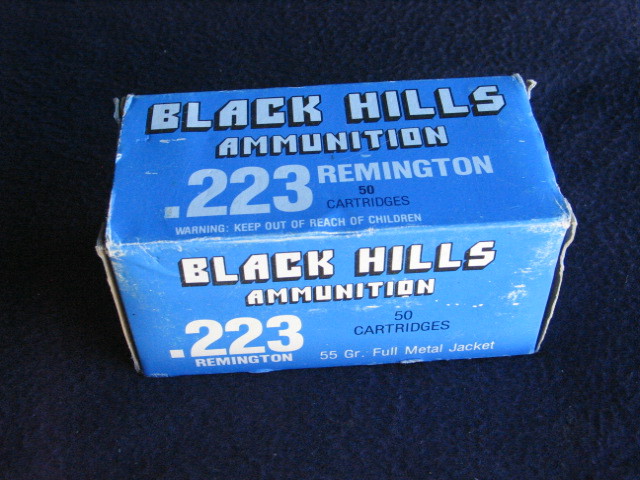 BLACK HILLS
AMMUNITION
.223 REMINGTON
50
CARTRIDGES
WARNING: KEEP OUT OF REACH OF CHILDREN
BLACK HILLS
AMMUNITION
.223
REMINGTON
50
CARTRIDGES
55 Gr. Full Metal Jacket